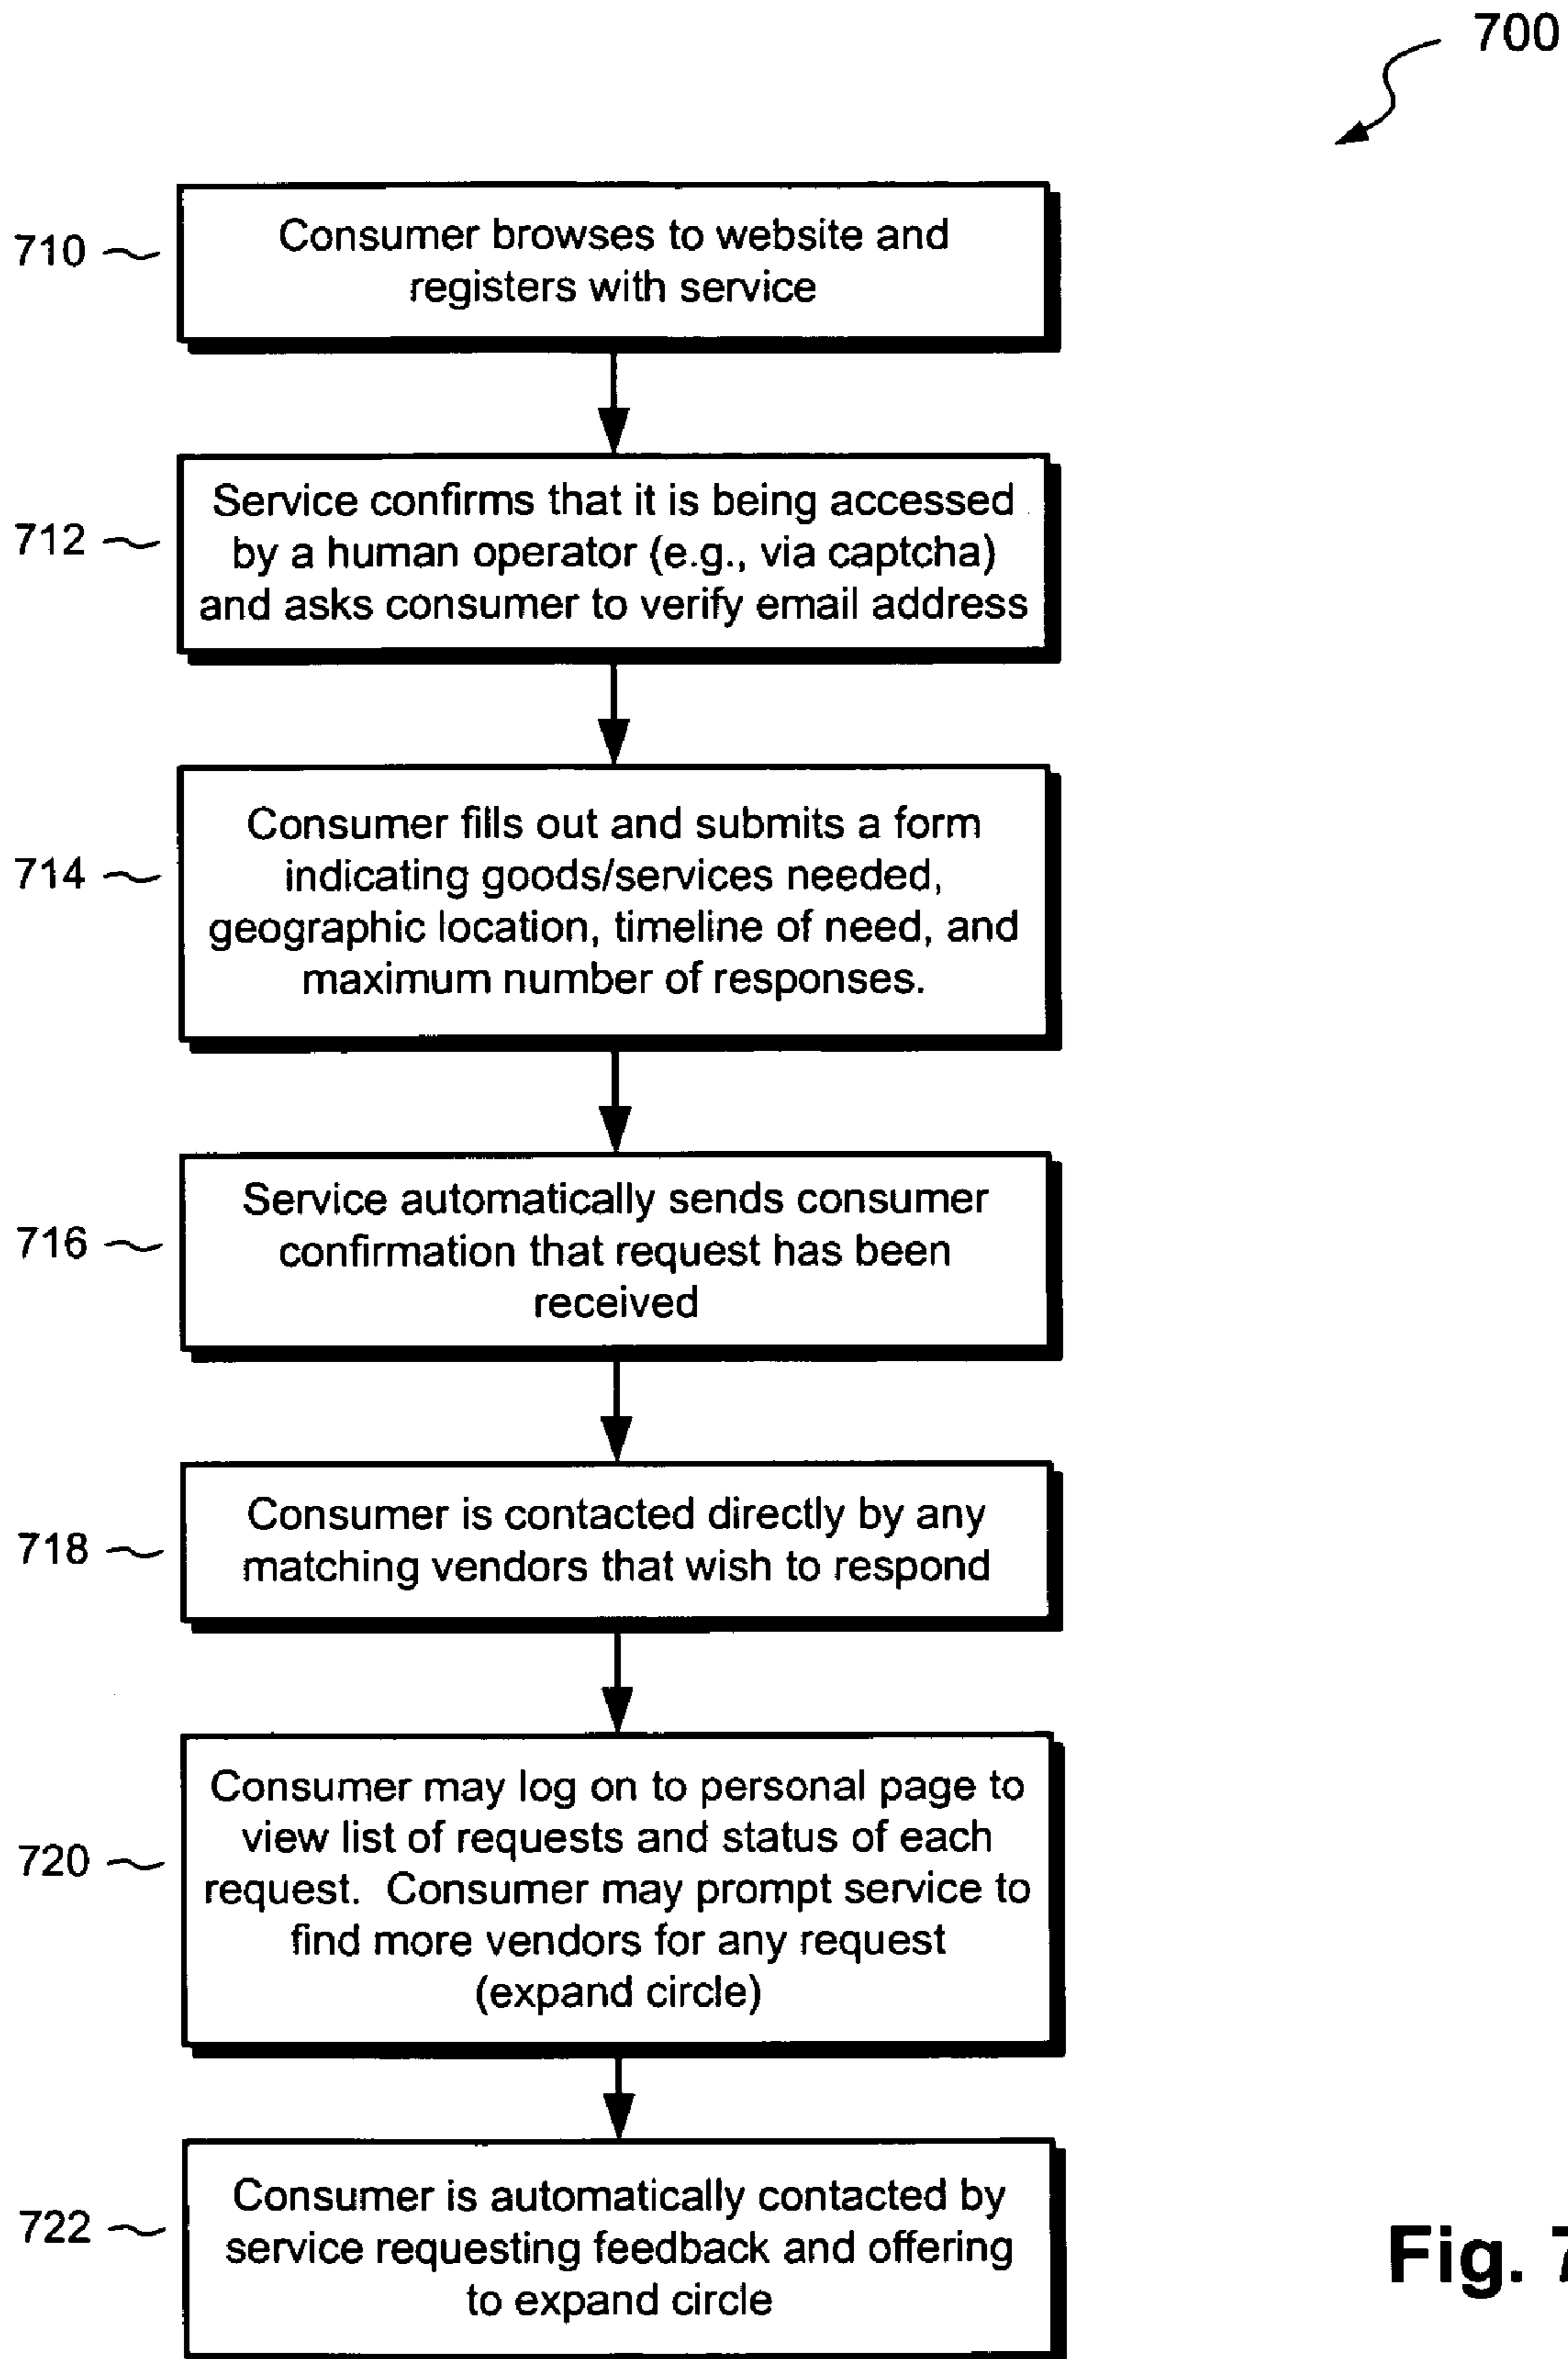 700
710
Consumer browses to website and
registers with service
712
Service confirms that it is being accessed
by a human operator (e.g., via captcha)
and asks consumer to verify email address
714
Consumer fills out and submits a form
indicating goods/services needed,
geographic location, timeline of need, and
maximum number of responses.
716
Service automatically sends consumer
confirmation that request has been
received
718
Consumer is contacted directly by any
matching vendors that wish to respond
720
Consumer may log on to personal page to
view list of requests and status of each
request.  Consumer may prompt service to
find more vendors for any request
(expand circle)
722
Consumer is automatically contacted by
service requesting feedback and offering
to expand circle
Fig. 7